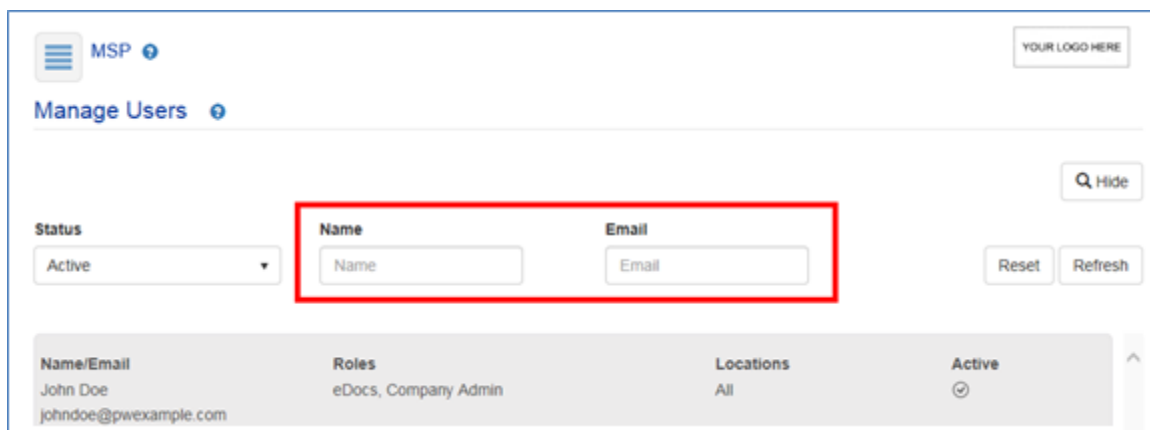 MSP
YOUR LOGO HERE
Manage Users
Hide
Status
Name
Email
Active
Name
Email
Reset
Refresh
Name/Email Roles Locations Active
John Doe eDocs, Company Admin All
johndoe@pwexample.com